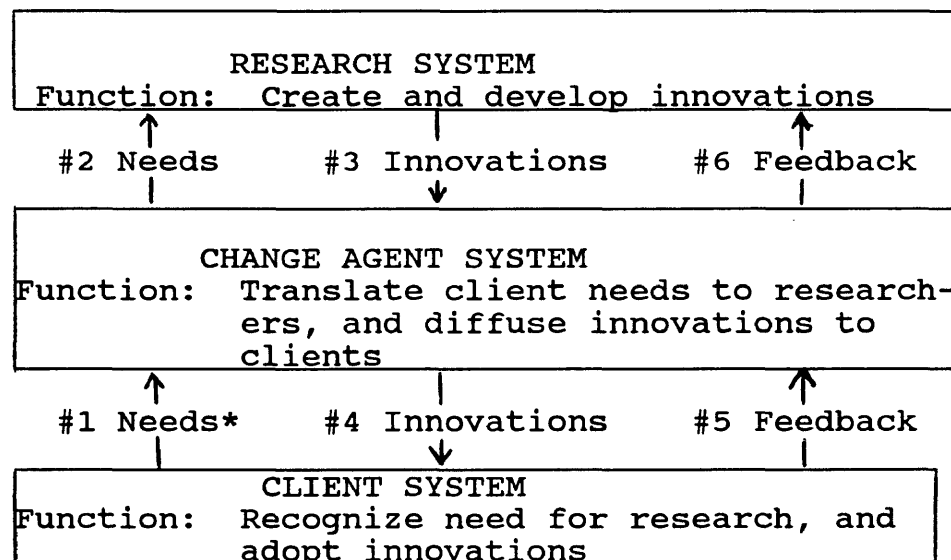 RESEARCH SYSTEM
Function: Create and develop innovations
#2 Needs #3 Innovations #6 Feedback
CHANGE AGENT SYSTEM
Function: Translate client needs to research-
ers, and diffuse innovations to
clients
#1 Needs* #4 Innovations #5 Feedback
CLIENT SYSTEM
Function: Recognize need for research, and
adopt innovations